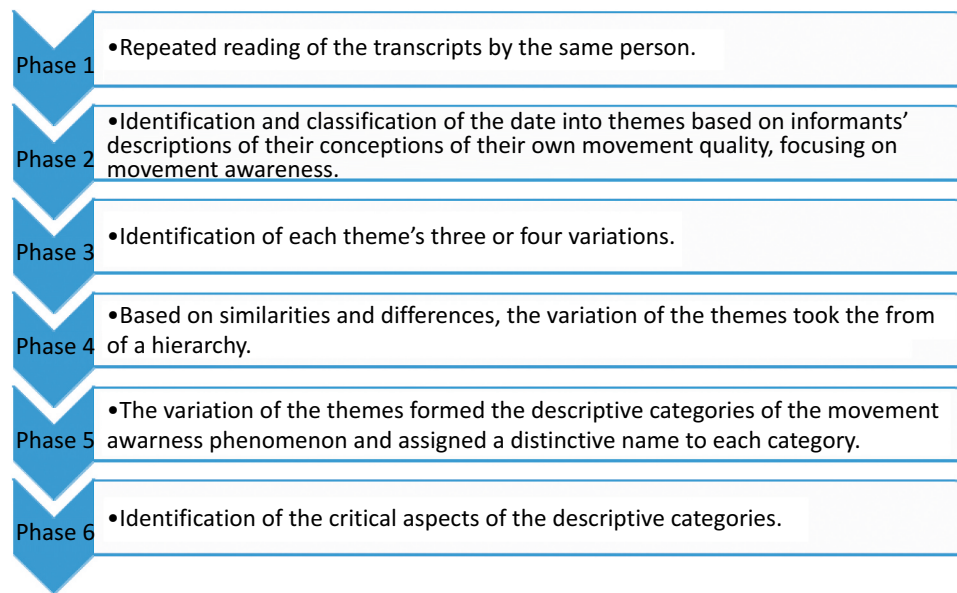 Phase 1
•Repeated reading of the transcripts by the same person.
Phase 2
•Identification and classification of the date into themes based on informants’
descriptions of their conceptions of their own movement quality, focusing on
movement awareness.
Phase 3
•Identification of each theme’s three or four variations.
Phase 4
•Based on similarities and differences, the variation of the themes took the from
of a hierarchy.
Phase 5
•The variation of the themes formed the descriptive categories of the movement
awarness phenomenon and assigned a distinctive name to each category.
Phase 6
•Identification of the critical aspects of the descriptive categories.